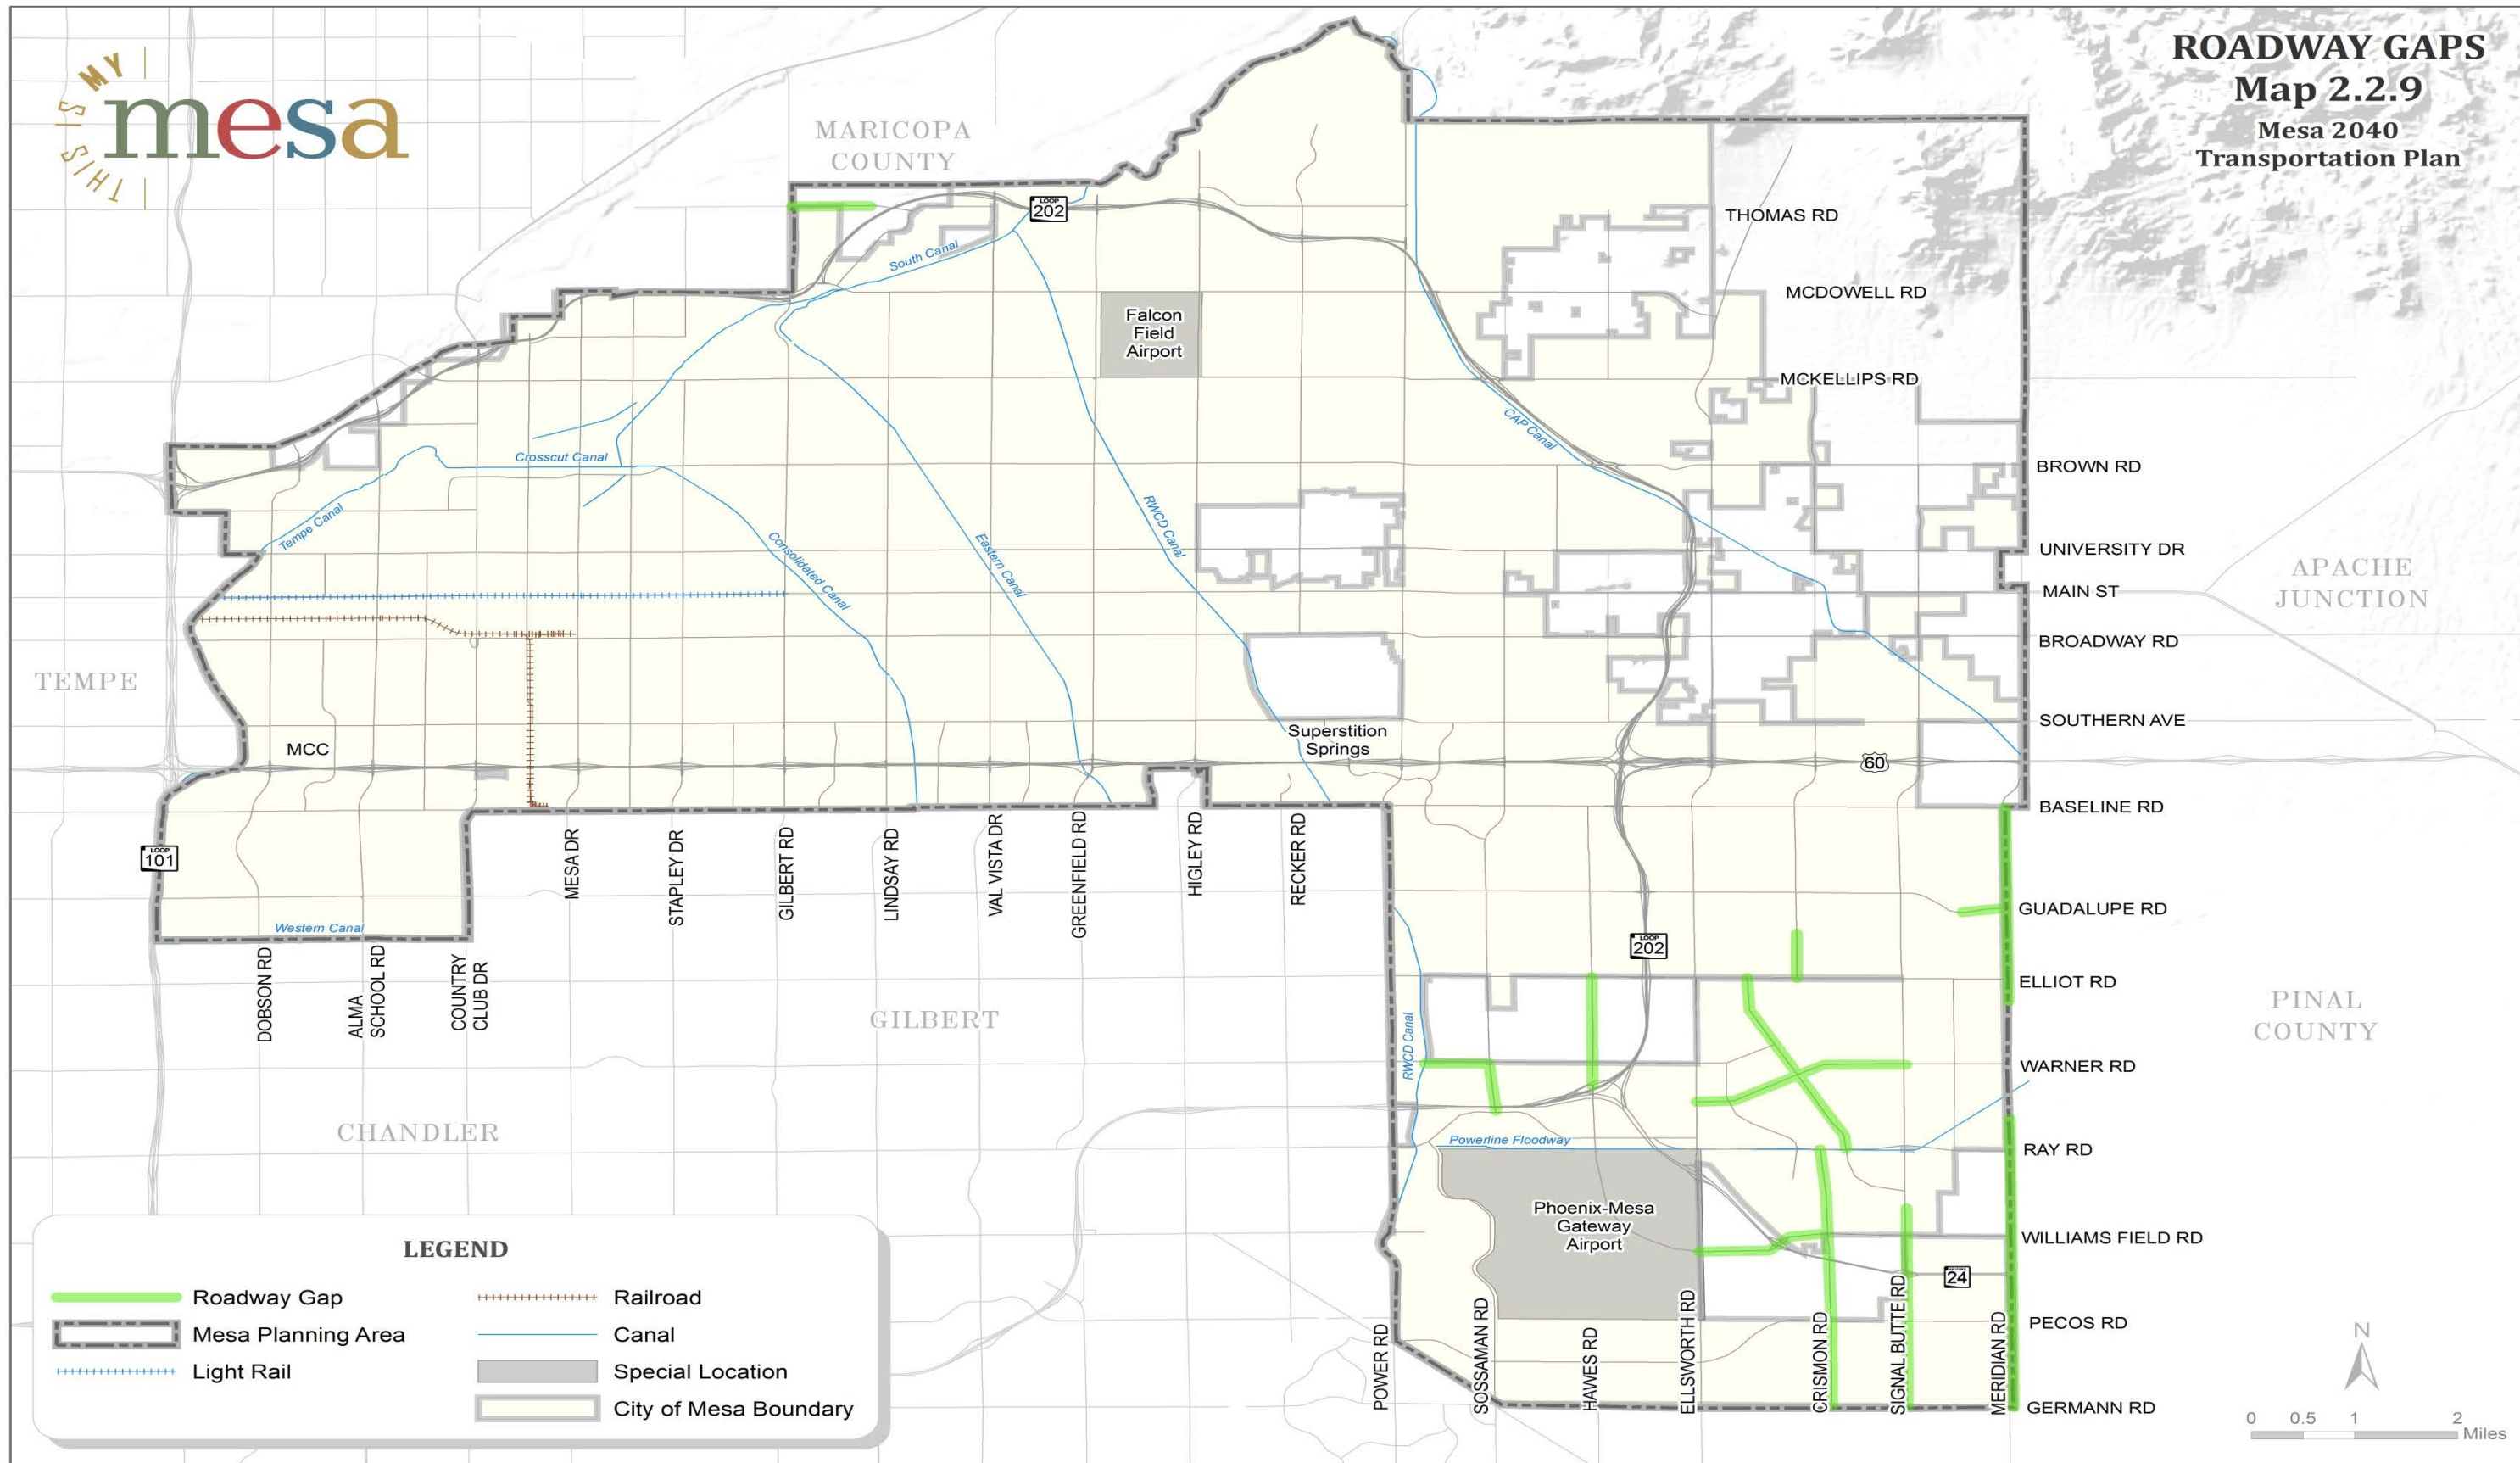 THIS IS MY
mesa
ROADWAY GAPS
Map 2.2.9
Mesa 2040
Transportation Plan
MARICOPA
COUNTY
LOOP
202
South Canal
THOMAS RD
MCDOWELL RD
Falcon
Field
Airport
MCKELLIPS RD
CAP Canal
Crosscut Canal
BROWN RD
Tempe Canal
RWCD Canal
Consolidated Canal
Eastern Canal
UNIVERSITY DR
APACHE
JUNCTION
MAIN ST
BROADWAY RD
TEMPE
SOUTHERN AVE
MCC
Superstition
Springs
60
BASELINE RD
LOOP
101
MESA DR
STAPLEY DR
GILBERT RD
LINDSAY RD
VAL VISTA DR
GREENFIELD RD
HIGLEY RD
RECKER RD
GUADALUPE RD
Western Canal
LOOP
202
DOBSON RD
ALMA
SCHOOL RD
COUNTRY
CLUB DR
ELLIOT RD
GILBERT
PINAL
COUNTY
RWCD Canal
WARNER RD
CHANDLER
Powerline Floodway
RAY RD
Phoenix-Mesa
Gateway
Airport
WILLIAMS FIELD RD
24
PECOS RD
POWER RD
SOSSAMAN RD
HAWES RD
ELLSWORTH RD
CRISMON RD
SIGNAL BUTTE RD
MERIDIAN RD
GERMANN RD
LEGEND
Roadway Gap
Railroad
Mesa Planning Area
Canal
Light Rail
Special Location
City of Mesa Boundary
N
0 0.5 1 2
Miles